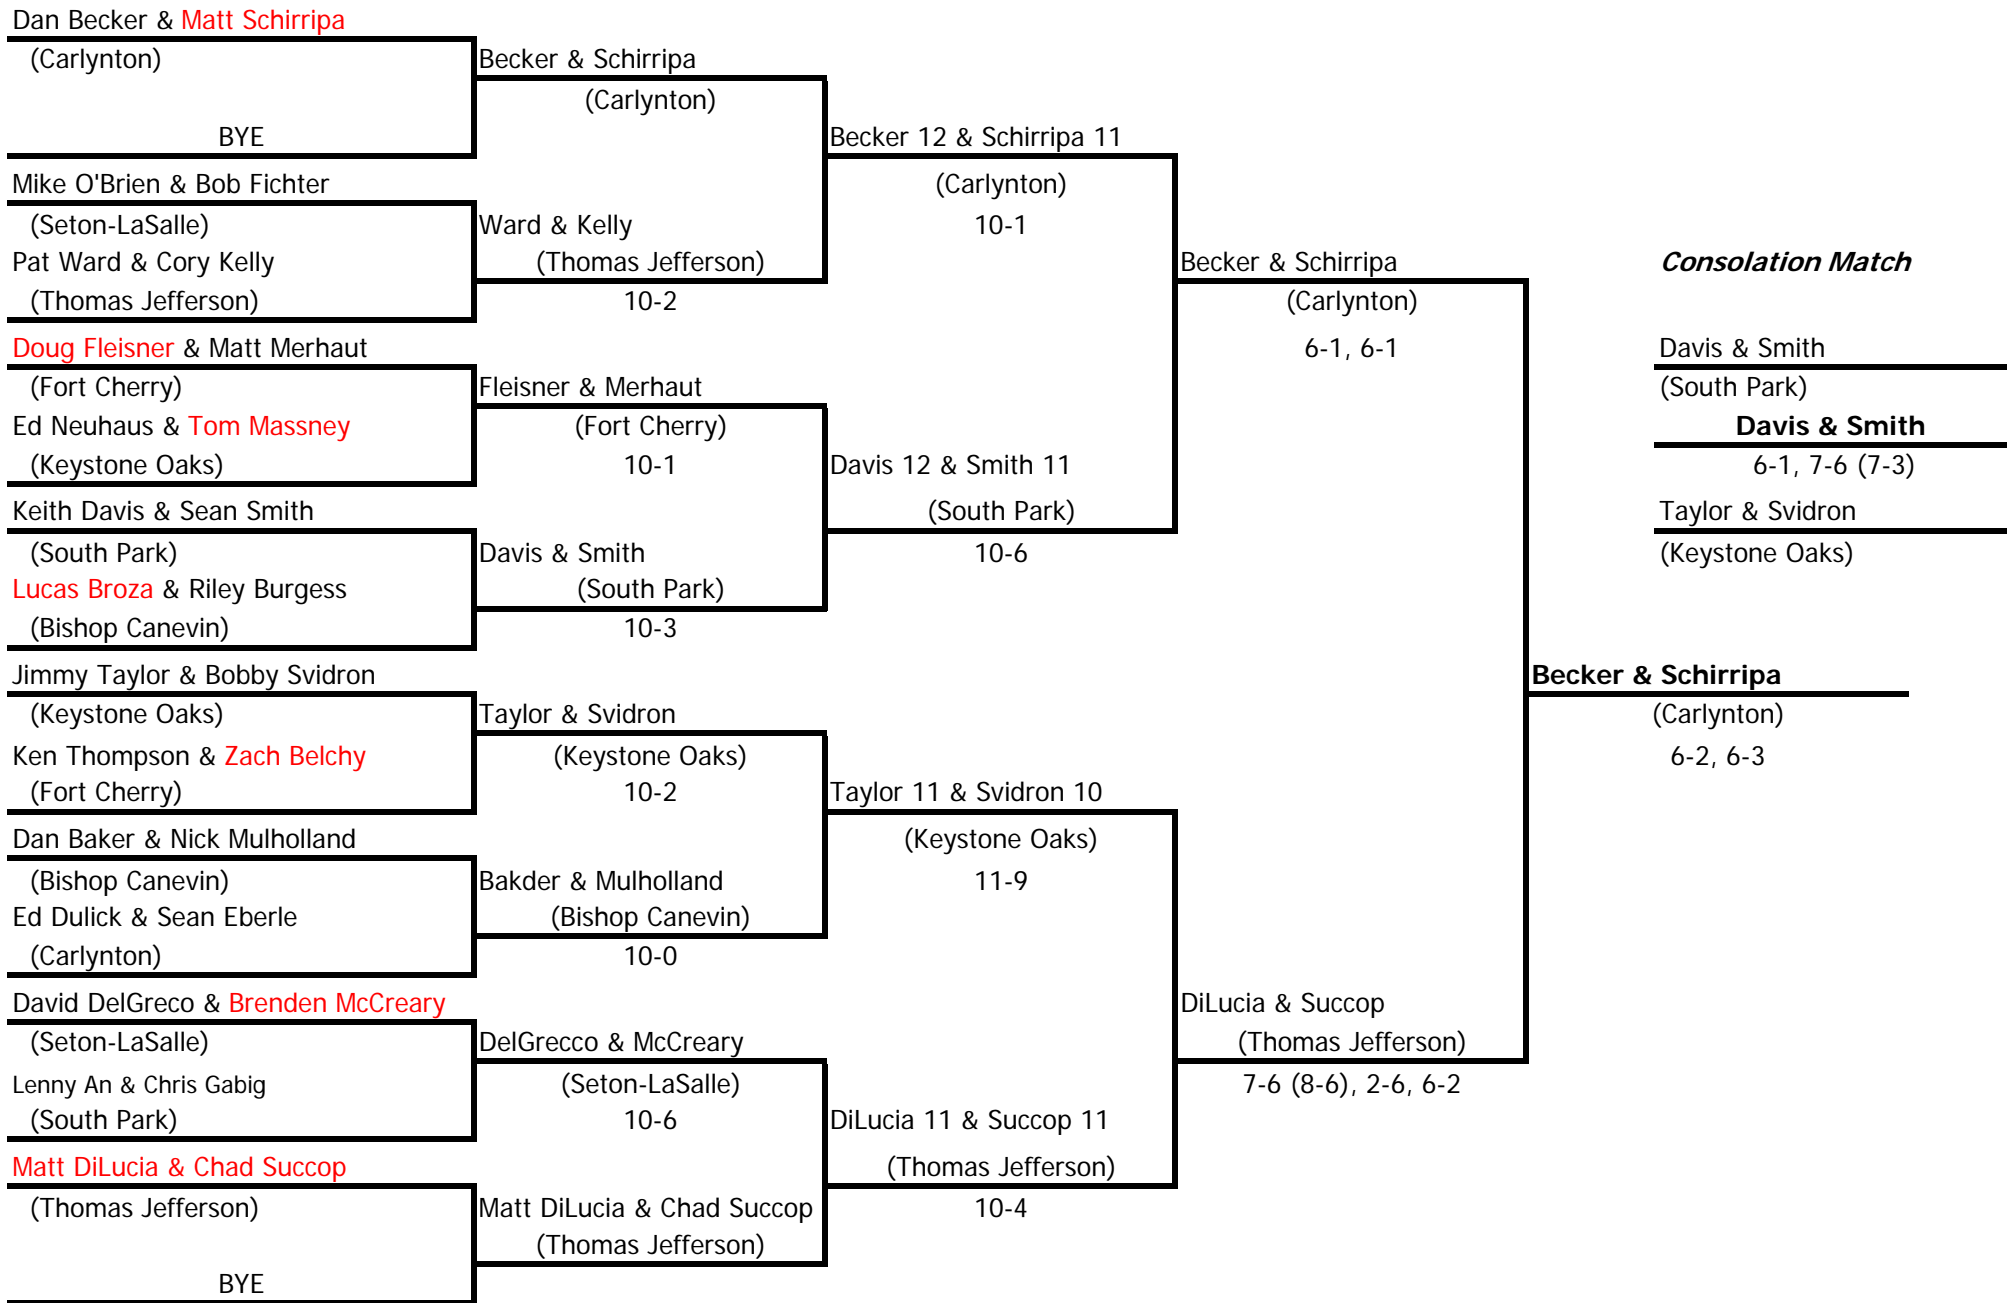 Dan Becker & Matt Schirripa
(Carlynton)
BYE
Mike O'Brien & Bob Fichter
(Seton-LaSalle)
Pat Ward & Cory Kelly
(Thomas Jefferson)
Doug Fleisner & Matt Merhaut
(Fort Cherry)
Ed Neuhaus & Tom Massney
(Keystone Oaks)
Keith Davis & Sean Smith
(South Park)
Lucas Broza & Riley Burgess
(Bishop Canevin)
Jimmy Taylor & Bobby Svidron
(Keystone Oaks)
Ken Thompson & Zach Belchy
(Fort Cherry)
Dan Baker & Nick Mulholland
(Bishop Canevin)
Ed Dulick & Sean Eberle
(Carlynton)
David DelGreco & Brenden McCreary
(Seton-LaSalle)
Lenny An & Chris Gabig
(South Park)
Matt DiLucia & Chad Succop
(Thomas Jefferson)
BYE
Becker & Schirripa
(Carlynton)
Ward & Kelly
(Thomas Jefferson)
10-2
Fleisner & Merhaut
(Fort Cherry)
10-1
Davis & Smith
(South Park)
10-3
Taylor & Svidron
(Keystone Oaks)
10-2
Bakder & Mulholland
(Bishop Canevin)
10-0
DelGrecco & McCreary
(Seton-LaSalle)
10-6
Matt DiLucia & Chad Succop
(Thomas Jefferson)
Becker 12 & Schirripa 11
(Carlynton)
10-1
Davis 12 & Smith 11
(South Park)
10-6
Taylor 11 & Svidron 10
(Keystone Oaks)
11-9
DiLucia 11 & Succop 11
(Thomas Jefferson)
10-4
Becker & Schirripa
(Carlynton)
6-1, 6-1
DiLucia & Succop
(Thomas Jefferson)
7-6 (8-6), 2-6, 6-2
Becker & Schirripa
(Carlynton)
6-2, 6-3
Consolation Match
Davis & Smith
(South Park)
Davis & Smith
6-1, 7-6 (7-3)
Taylor & Svidron
(Keystone Oaks)